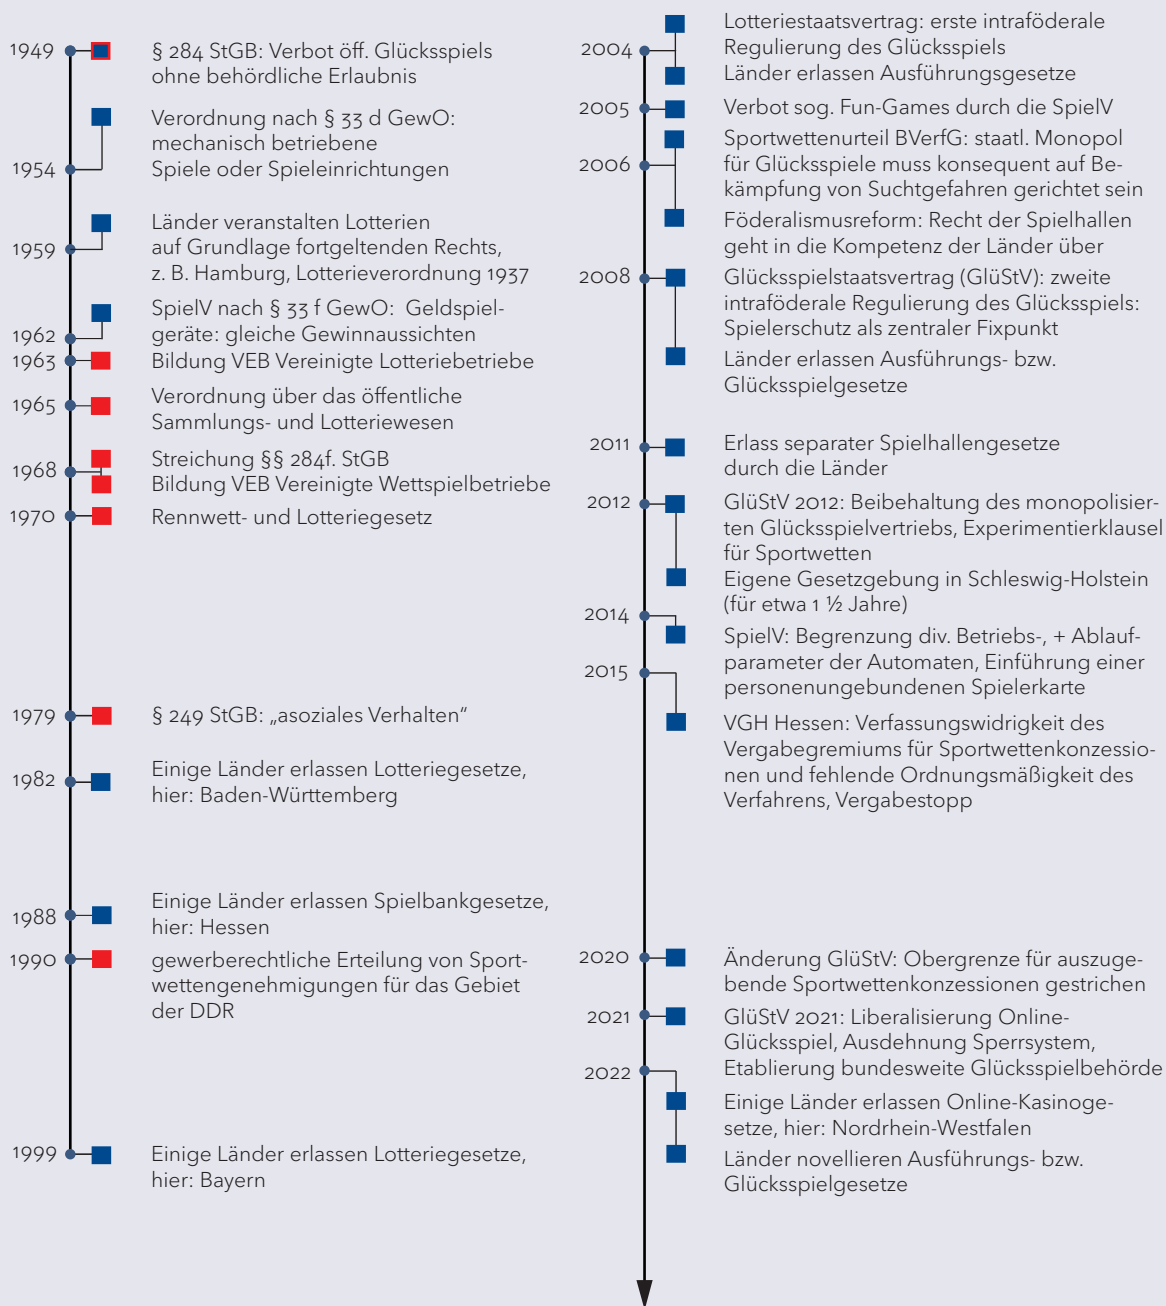 1949
§ 284 StGB: Verbot öff. Glücksspiels
ohne behördliche Erlaubnis
1954
Verordnung nach § 33 d GewO:
mechanisch betriebene
Spiele oder Spieleinrichtungen
1959
Länder veranstalten Lotterien
auf Grundlage fortgeltenden Rechts,
z. B. Hamburg, Lotterieverordnung 1937
1962
SpielV nach § 33 f GewO: Geldspiel-
geräte: gleiche Gewinnaussichten
1963
Bildung VEB Vereinigte Lotteriebetriebe
1965
Verordnung über das öffentliche
Sammlungs- und Lotteriewesen
1968
Streichung §§ 284f. StGB
Bildung VEB Vereinigte Wettspielbetriebe
1970
Rennwett- und Lotteriegesetz
1979
§ 249 StGB: „asoziales Verhalten“
1982
Einige Länder erlassen Lotteriegesetze,
hier: Baden-Württemberg
1988
Einige Länder erlassen Spielbankgesetze,
hier: Hessen
1990
gewerberechtliche Erteilung von Sport-
wettengenehmigungen für das Gebiet
der DDR
1999
Einige Länder erlassen Lotteriegesetze,
hier: Bayern
2004
Lotteriestaatsvertrag: erste intraföderale
Regulierung des Glücksspiels
Länder erlassen Ausführungsgesetze
2005
Verbot sog. Fun-Games durch die SpielV
2006
Sportwettenurteil BVerfG: staatl. Monopol
für Glücksspiele muss konsequent auf Be-
kämpfung von Suchtgefahren gerichtet sein
Föderalismusreform: Recht der Spielhallen
geht in die Kompetenz der Länder über
2008
Glücksspielstaatsvertrag (GlüStV): zweite
intraföderale Regulierung des Glücksspiels:
Spielerschutz als zentraler Fixpunkt
Länder erlassen Ausführungs- bzw.
Glücksspielgesetze
2011
Erlass separater Spielhallengesetze
durch die Länder
2012
GlüStV 2012: Beibehaltung des monopolisier-
ten Glücksspielvertriebs, Experimentierklausel
für Sportwetten
Eigene Gesetzgebung in Schleswig-Holstein
(für etwa 1 ½ Jahre)
2014
SpielV: Begrenzung div. Betriebs-, + Ablauf-
parameter der Automaten, Einführung einer
personenungebundenen Spielerkarte
2015
VGH Hessen: Verfassungswidrigkeit des
Vergabegremiums für Sportwettenkonzessio-
nen und fehlende Ordnungsmäßigkeit des
Verfahrens, Vergabestopp
2020
Änderung GlüStV: Obergrenze für auszuge-
bende Sportwettenkonzessionen gestrichen
2021
GlüStV 2021: Liberalisierung Online-
Glücksspiel, Ausdehnung Sperrsystem,
Etablierung bundesweite Glücksspielbehörde
2022
Einige Länder erlassen Online-Kasinoge-
setze, hier: Nordrhein-Westfalen
Länder novellieren Ausführungs- bzw.
Glücksspielgesetze